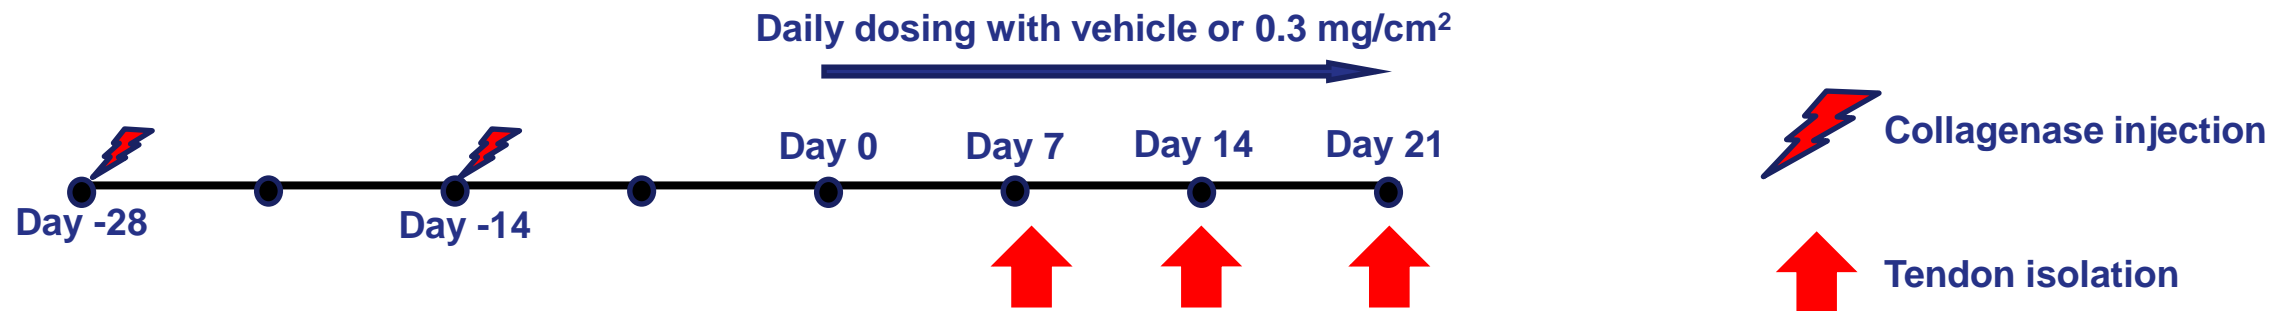 Daily dosing with vehicle or 0.3 mg/cm²
Day 0
Day 7
Day 14
Day 21
Day -28
Day -14
Collagenase injection
Tendon isolation